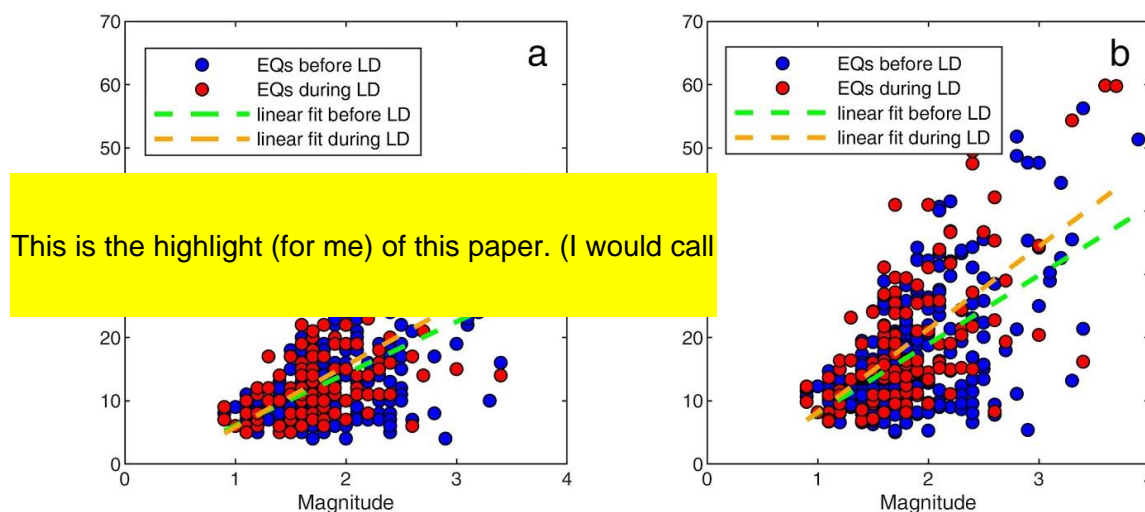 70
60
50
20
10
0
0 1 2 3 4
Magnitude
a
EQs before LD
EQs during LD
linear fit before LD
linear fit during LD
This is the highlight (for me) of this paper. (I would call
70
60
50
20
10
0
0 1 2 3
Magnitude
b
EQs before LD
EQs during LD
linear fit before LD
linear fit during LD